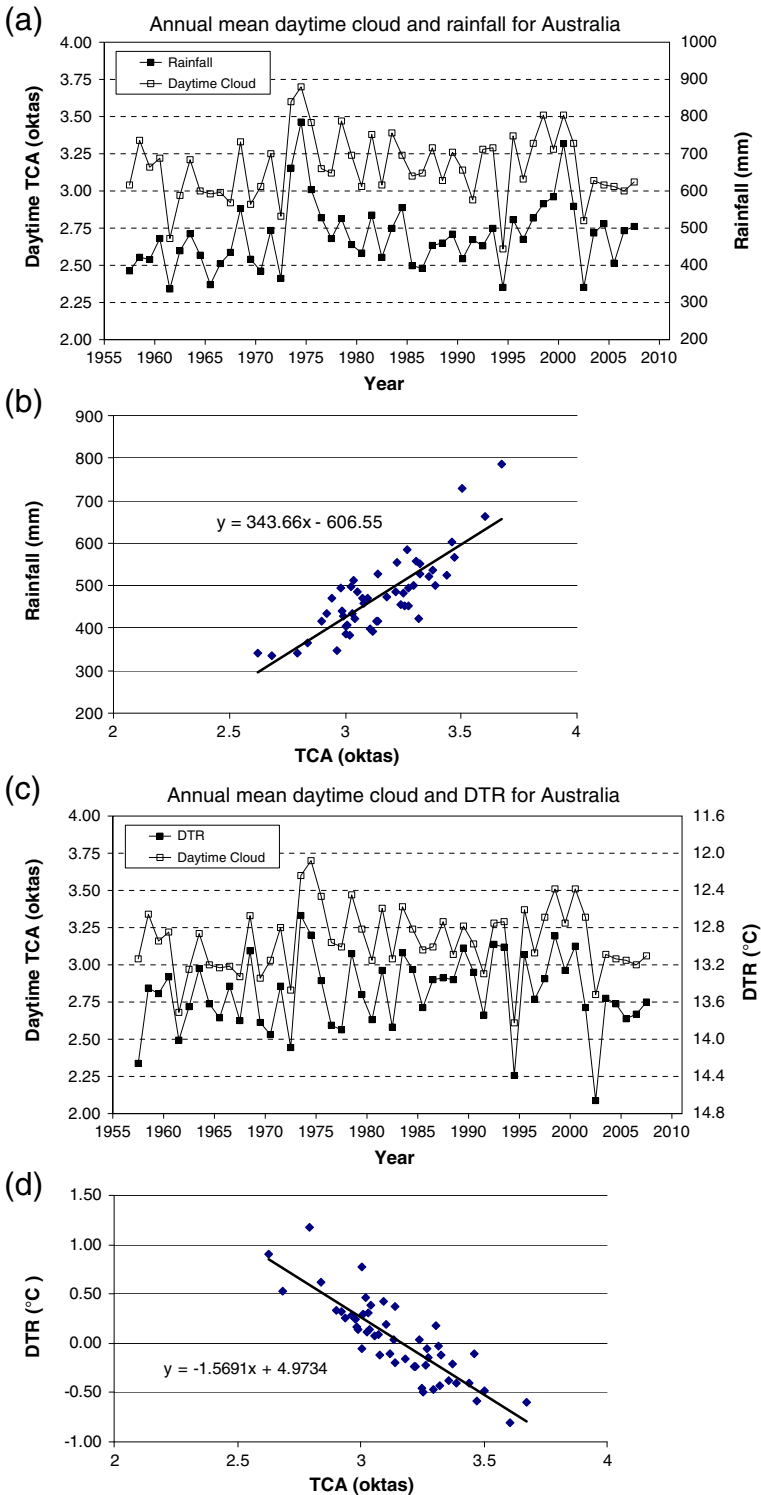 (a)
Annual mean daytime cloud and rainfall for Australia
Daytime TCA (oktas)
4.00
3.75
3.50
3.25
3.00
2.75
2.50
2.25
2.00
Rainfall
Daytime Cloud
1000
900
800
700
600
500
400
300
200
Rainfall (mm)
1955 1960 1965 1970 1975 1980 1985 1990 1995 2000 2005 2010
Year
(b)
Rainfall (mm)
900
800
700
600
500
400
300
200
y = 343.66x - 606.55
2 2.5 3 3.5 4
TCA (oktas)
(c)
Annual mean daytime cloud and DTR for Australia
Daytime TCA (oktas)
4.00
3.75
3.50
3.25
3.00
2.75
2.50
2.25
2.00
DTR
Daytime Cloud
11.6
12.0
12.4
12.8
13.2
13.6
14.0
14.4
14.8
DTR (°C)
1955 1960 1965 1970 1975 1980 1985 1990 1995 2000 2005 2010
Year
(d)
DTR (°C )
1.50
1.00
0.50
0.00
-0.50
-1.00
y = -1.5691x + 4.9734
2 2.5 3 3.5 4
TCA (oktas)